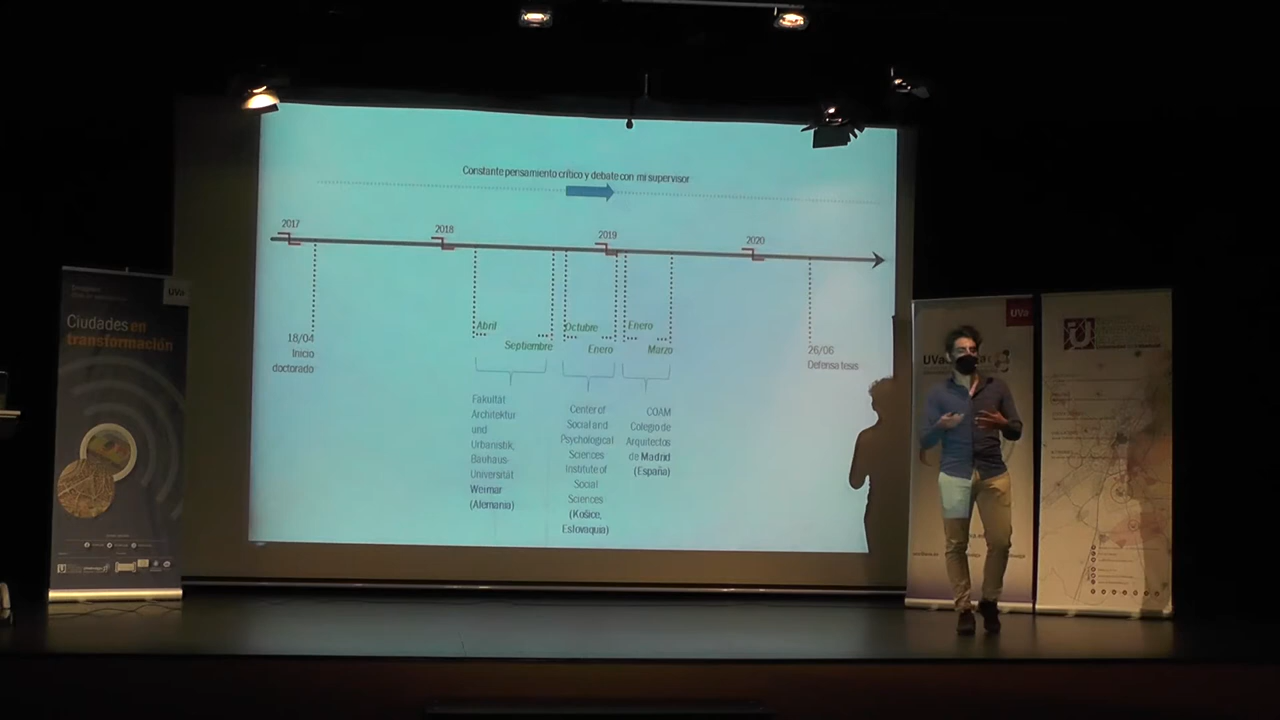 Constante pensamiento crítico y debate con mi supervisor
2017
2018
2019
2020
18/04
Inicio
doctorado
Abril
Septiembre
Octubre
Enero
Enero
Marzo
26/06
Defensa tesis
Fakultät
Architektur
und
Urbanistik,
Bauhaus-
Universität
Weimar
(Alemania)
Center of
Social and
Psychological
Sciences
Institute of
Social
Sciences
(Košice,
Eslovaquia)
COAM
Colegio de
Arquitectos
de Madrid
(España)
UVa
Ciudades en
transformación
UVa